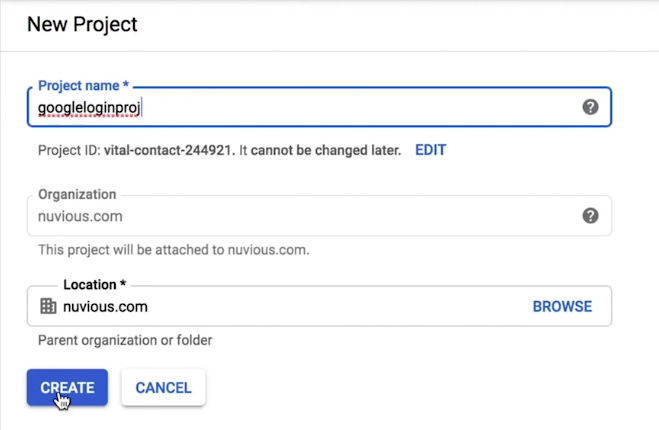 New Project
Project name *
googleloginproj
Project ID: vital-contact-244921. It cannot be changed later. EDIT
Organization
nuvious.com
This project will be attached to nuvious.com.
Location *
nuvious.com BROWSE
Parent organization or folder
CREATE CANCEL